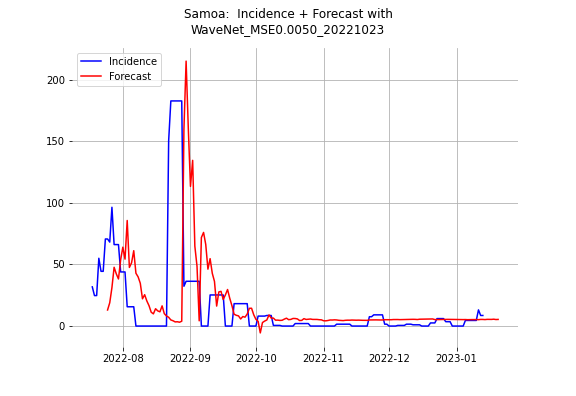 Samoa:  Incidence + Forecast with
WaveNet_MSE0.0050_20221023
Incidence
Forecast
200
150
100
50
0
2022-08 2022-09 2022-10 2022-11 2022-12 2023-01